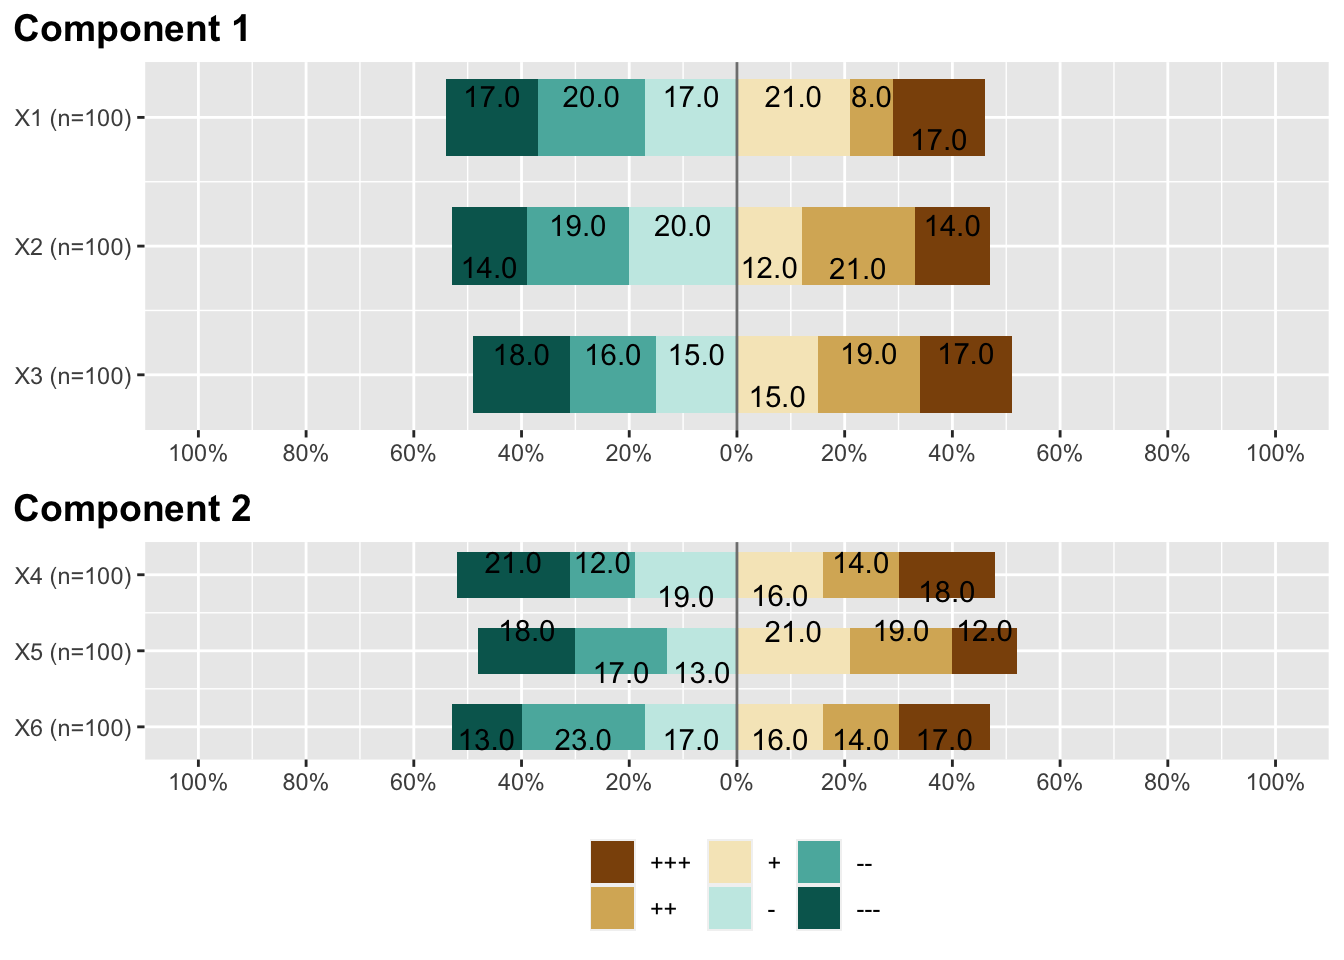 Component 1
X1 (n=100) 17.0 20.0 17.0 21.0 8.0 17.0
X2 (n=100) 14.0 19.0 20.0 12.0 21.0 14.0
X3 (n=100) 18.0 16.0 15.0 15.0 19.0 17.0
100% 80% 60% 40% 20% 0% 20% 40% 60% 80% 100%
Component 2
X4 (n=100) 21.0 12.0 19.0 16.0 14.0 18.0
X5 (n=100) 18.0 17.0 13.0 21.0 19.0 12.0
X6 (n=100) 13.0 23.0 17.0 16.0 14.0 17.0
100% 80% 60% 40% 20% 0% 20% 40% 60% 80% 100%
+++ + --
++ - ---